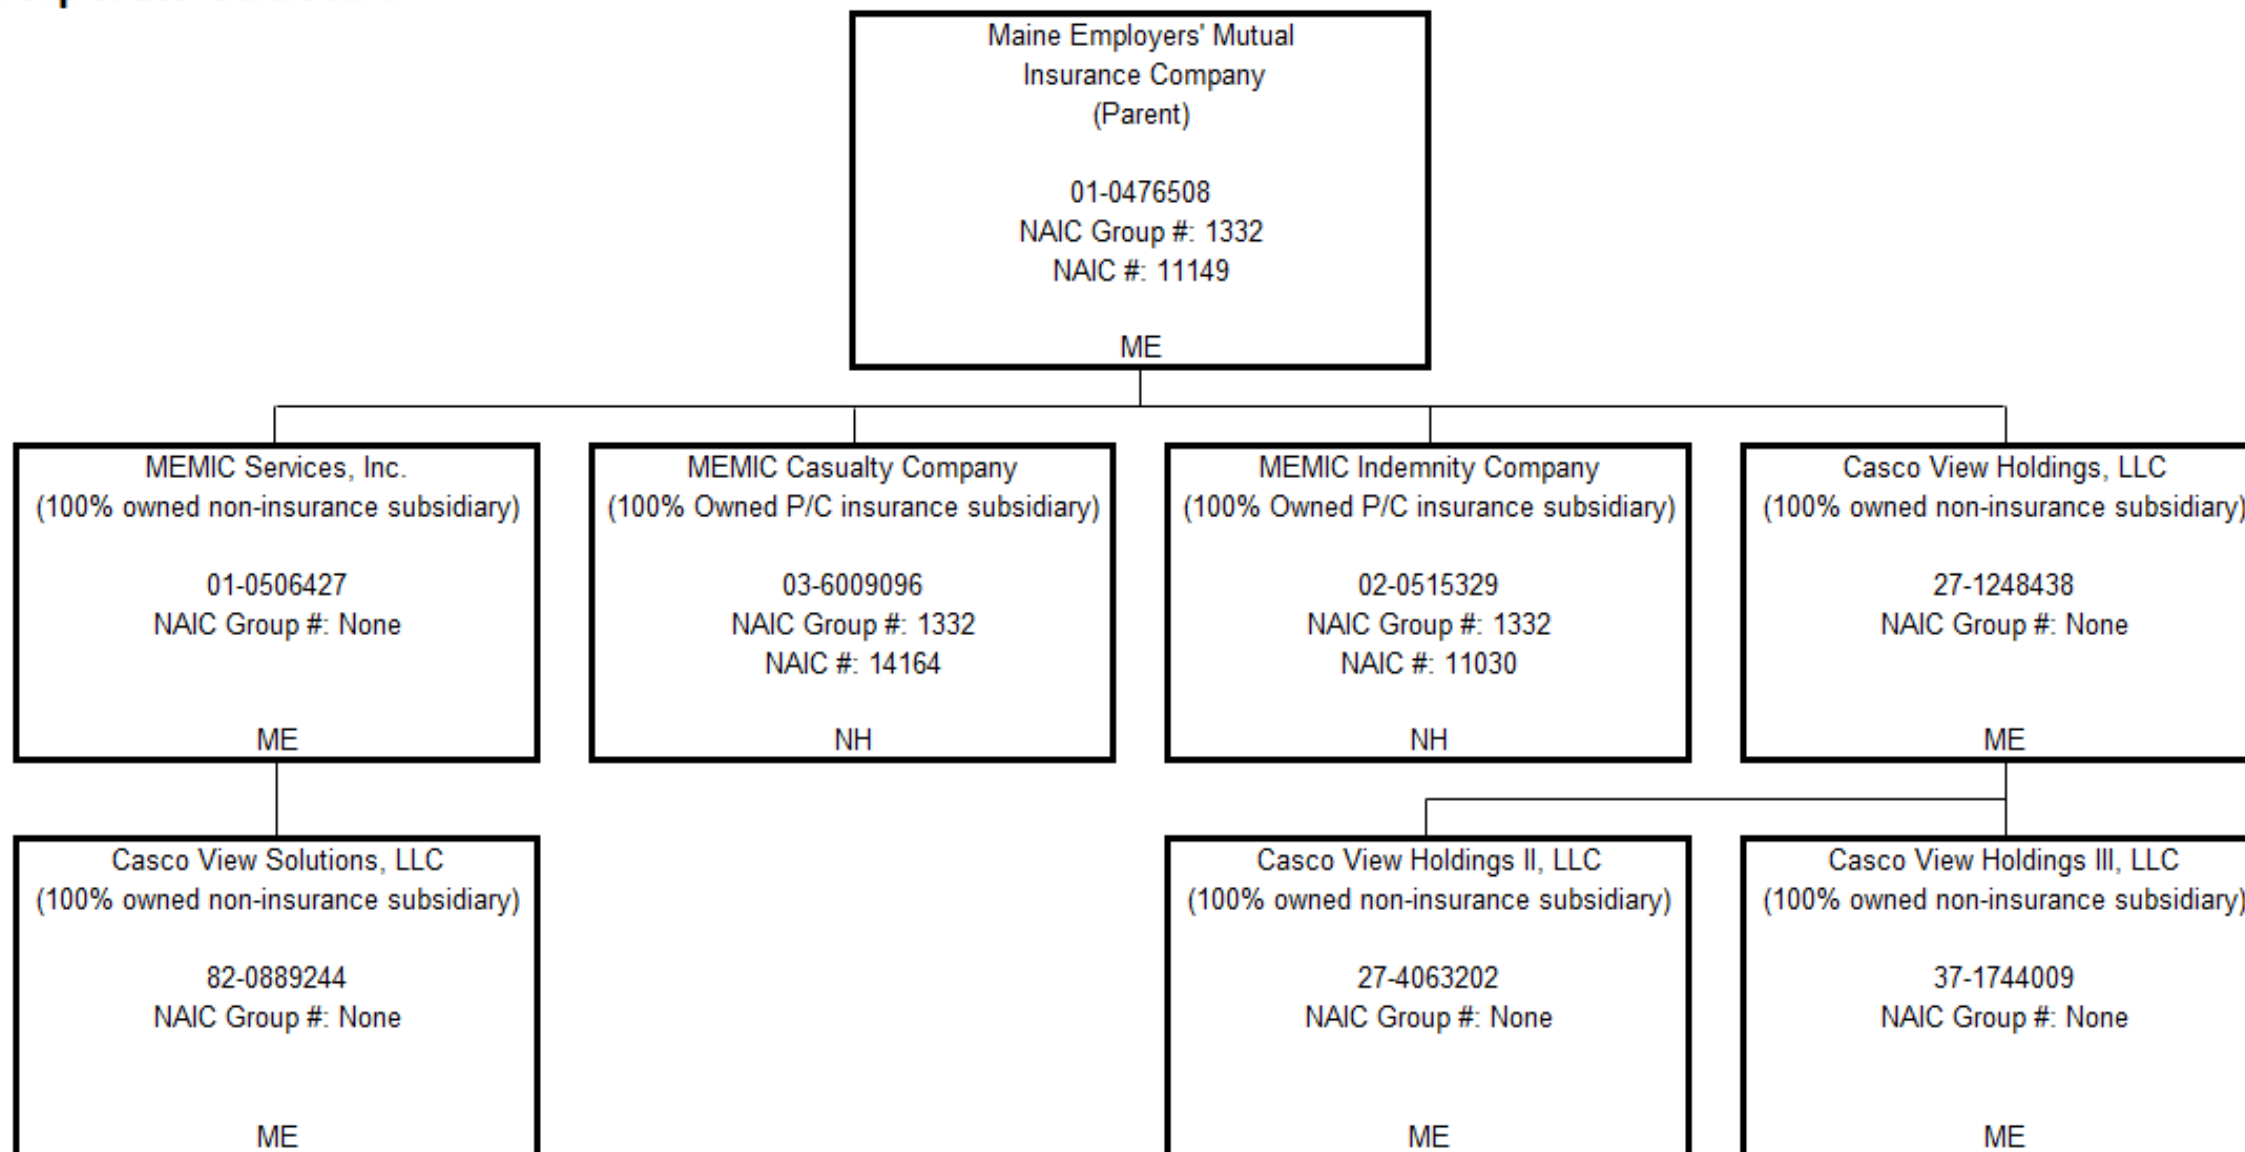 Maine Employers' Mutual
Insurance Company
(Parent)
01-0476508
NAIC Group #: 1332
NAIC #: 11149
ME
MEMIC Services, Inc.
(100% owned non-insurance subsidiary)
01-0506427
NAIC Group #: None
ME
MEMIC Casualty Company
(100% Owned P/C insurance subsidiary)
03-6009096
NAIC Group #: 1332
NAIC #: 14164
NH
MEMIC Indemnity Company
(100% Owned P/C insurance subsidiary)
02-0515329
NAIC Group #: 1332
NAIC #: 11030
NH
Casco View Holdings, LLC
(100% owned non-insurance subsidiary)
27-1248438
NAIC Group #: None
ME
Casco View Solutions, LLC
(100% owned non-insurance subsidiary)
82-0889244
NAIC Group #: None
ME
Casco View Holdings II, LLC
(100% owned non-insurance subsidiary)
27-4063202
NAIC Group #: None
ME
Casco View Holdings III, LLC
(100% owned non-insurance subsidiary)
37-1744009
NAIC Group #: None
ME